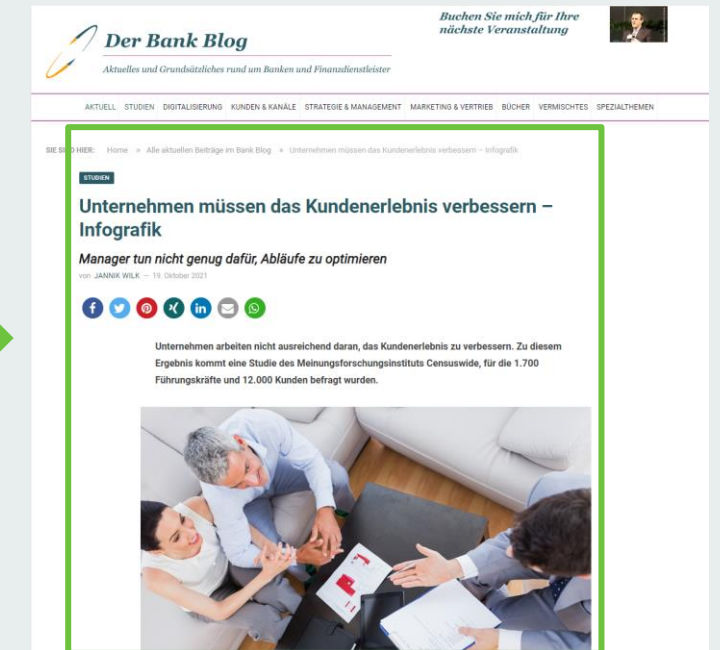 Der Bank Blog
Aktuelles und Grundsätzliches rund um Banken und Finanzdienstleister
Buchen Sie mich für Ihre
nächste Veranstaltung
AKTUELL STUDIEN DIGITALISIERUNG KUNDEN & KANÄLE STRATEGIE & MANAGEMENT MARKETING & VERTRIEB BÜCHER VERMISCHTES SPEZIALTHEMEN
SIE SIND HIER: Home » Alle aktuellen Beiträge im Bank Blog » Unternehmen müssen das Kundenerlebnis verbessern – Infografik
STUDIEN
Unternehmen müssen das Kundenerlebnis verbessern –
Infografik
Manager tun nicht genug dafür, Abläufe zu optimieren
von JANNIK WILK — 19. Oktober 2021
Unternehmen arbeiten nicht ausreichend daran, das Kundenerlebnis zu verbessern. Zu diesem
Ergebnis kommt eine Studie des Meinungsforschungsinstituts Censuswide, für die 1.700
Führungskräfte und 12.000 Kunden befragt wurden.